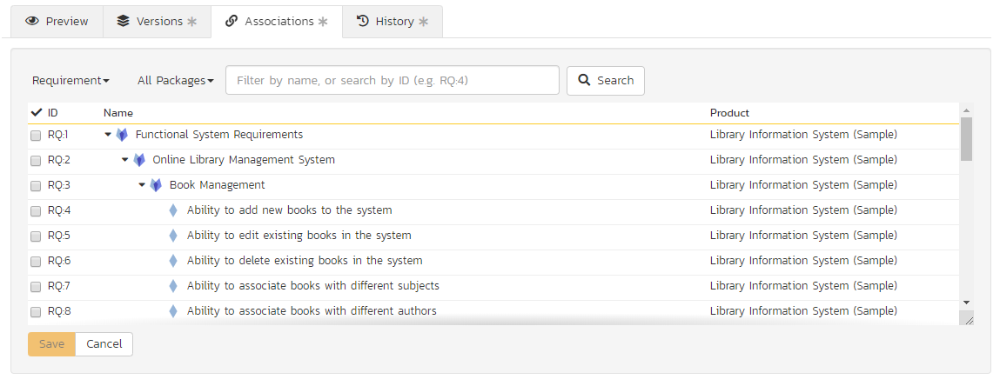 Preview Versions Associations History
Requirement All Packages Filter by name, or search by ID (e.g. RQ:4) Search
ID Name Product
RQ:1 Functional System Requirements Library Information System (Sample)
RQ:2 Online Library Management System Library Information System (Sample)
RQ:3 Book Management Library Information System (Sample)
RQ:4 Ability to add new books to the system Library Information System (Sample)
RQ:5 Ability to edit existing books in the system Library Information System (Sample)
RQ:6 Ability to delete existing books in the system Library Information System (Sample)
RQ:7 Ability to associate books with different subjects Library Information System (Sample)
RQ:8 Ability to associate books with different authors Library Information System (Sample)
Save Cancel